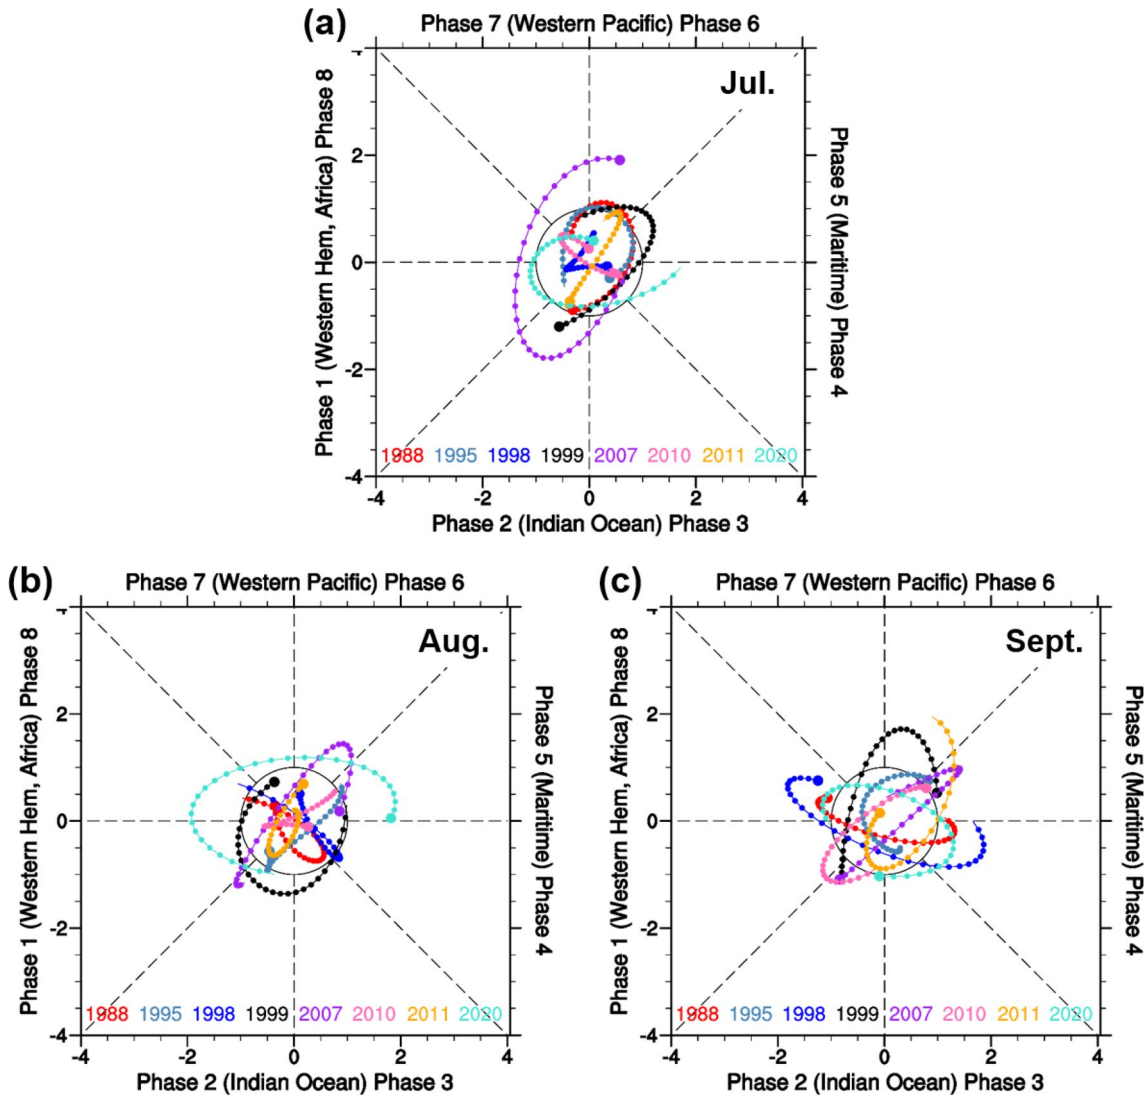 (a)
Phase 7 (Western Pacific) Phase 6
Jul.
Phase 1 (Western Hem, Africa) Phase 8
Phase 5 (Maritime) Phase 4
2
0
-2
-4
1988 1995 1998 1999 2007 2010 2011 2020
-4 -2 0 2 4
Phase 2 (Indian Ocean) Phase 3
(b)
Phase 7 (Western Pacific) Phase 6
Aug.
Phase 1 (Western Hem, Africa) Phase 8
Phase 5 (Maritime) Phase 4
2
0
-2
-4
1988 1995 1998 1999 2007 2010 2011 2020
-4 -2 0 2 4
Phase 2 (Indian Ocean) Phase 3
(c)
Phase 7 (Western Pacific) Phase 6
Sept.
Phase 1 (Western Hem, Africa) Phase 8
Phase 5 (Maritime) Phase 4
2
0
-2
-4
1988 1995 1998 1999 2007 2010 2011 2020
-4 -2 0 2 4
Phase 2 (Indian Ocean) Phase 3